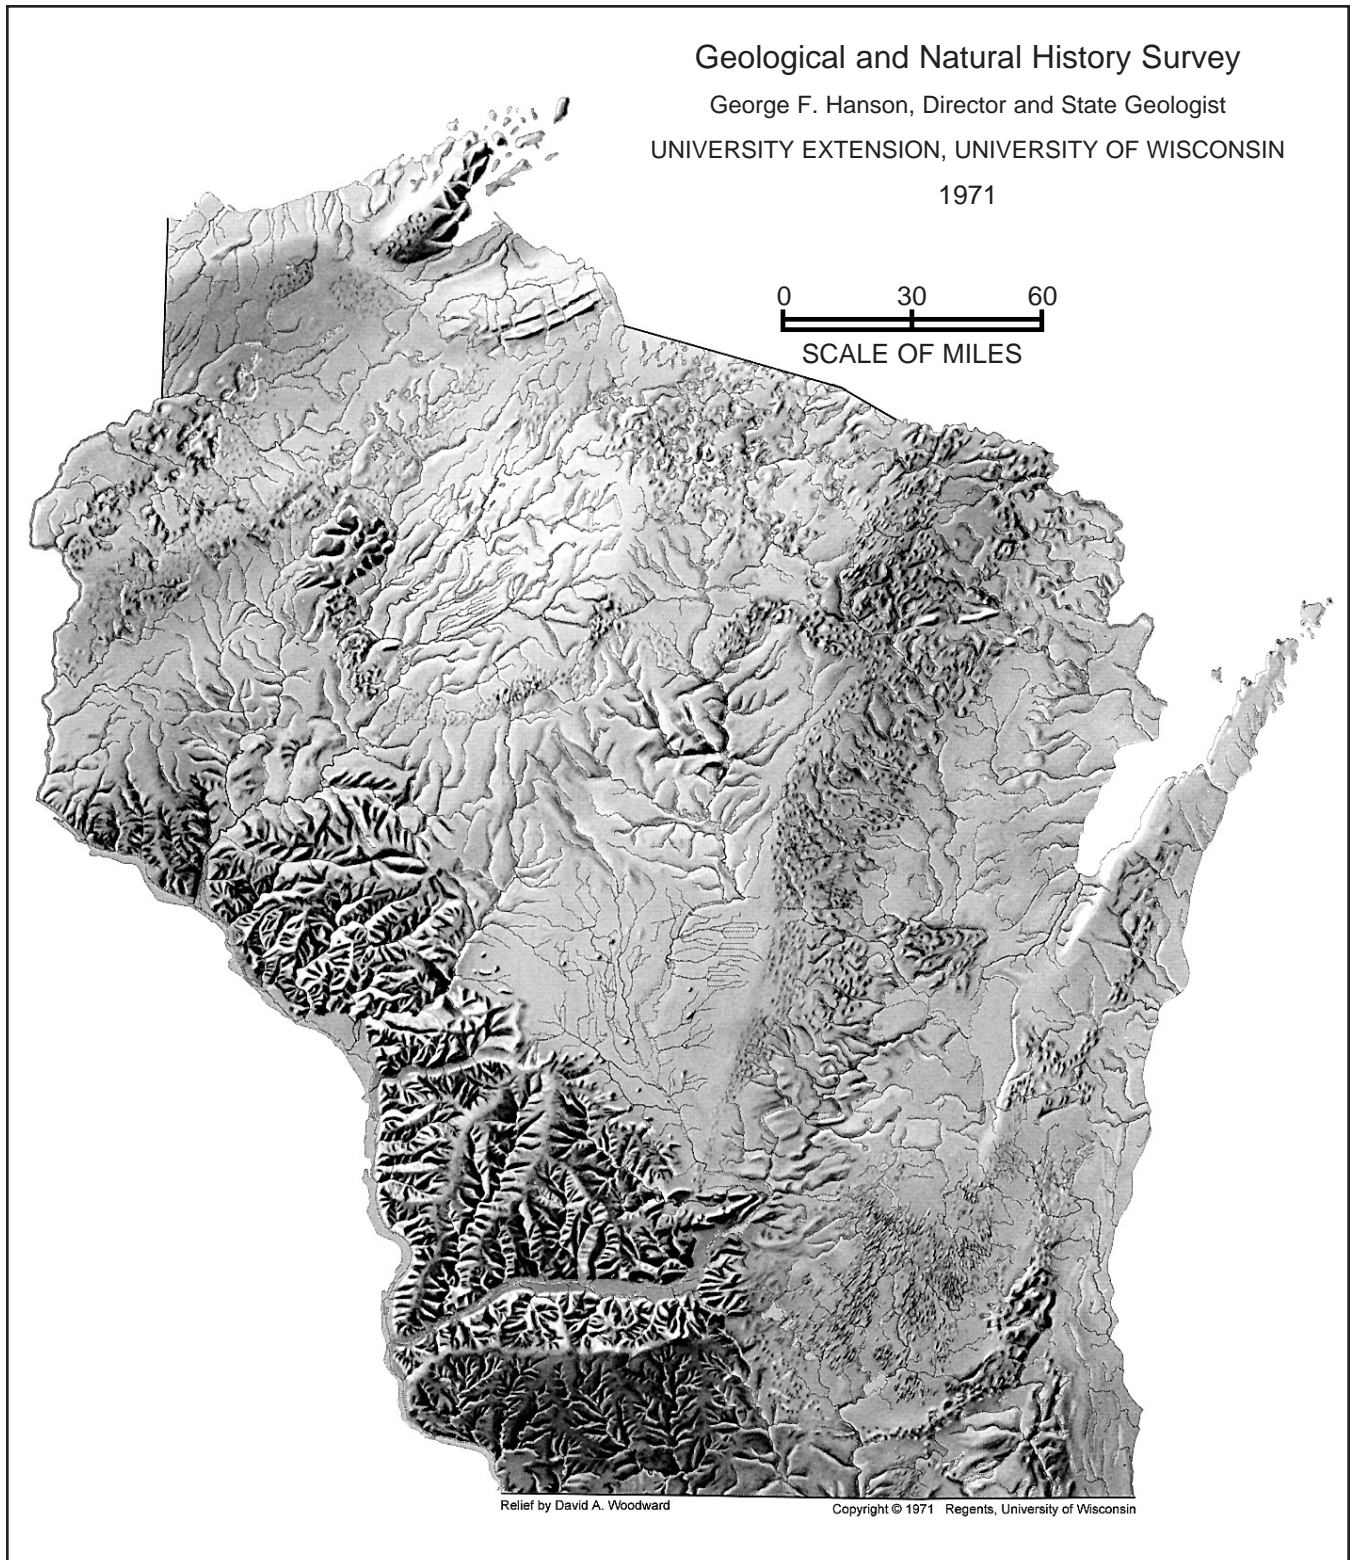 Geological and Natural History Survey
George F. Hanson, Director and State Geologist
UNIVERSITY EXTENSION, UNIVERSITY OF WISCONSIN
1971
0 30 60
SCALE OF MILES
Relief by David A. Woodward
Copyright © 1971 Regents, University of Wisconsin